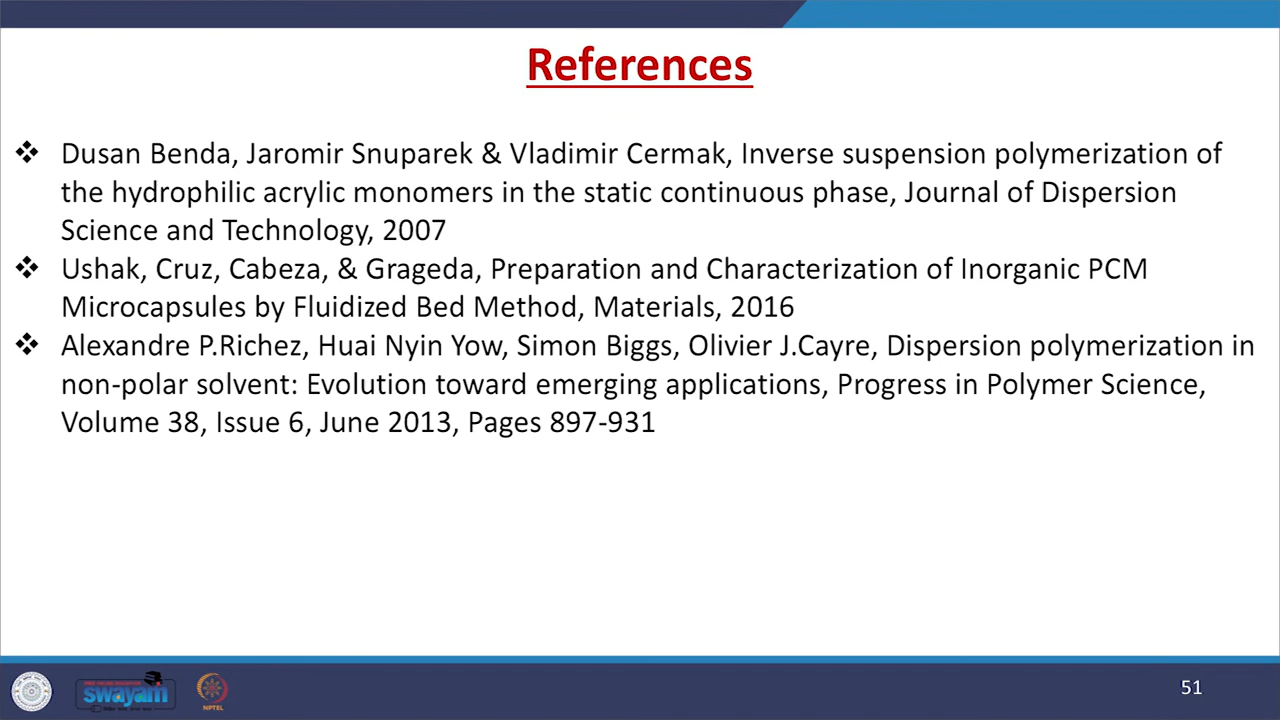 References
❖ Dusan Benda, Jaromir Snuparek & Vladimir Cermak, Inverse suspension polymerization of
the hydrophilic acrylic monomers in the static continuous phase, Journal of Dispersion
Science and Technology, 2007
❖ Ushak, Cruz, Cabeza, & Grageda, Preparation and Characterization of Inorganic PCM
Microcapsules by Fluidized Bed Method, Materials, 2016
❖ Alexandre P.Richez, Huai Nyin Yow, Simon Biggs, Olivier J.Cayre, Dispersion polymerization in
non-polar solvent: Evolution toward emerging applications, Progress in Polymer Science,
Volume 38, Issue 6, June 2013, Pages 897-931
FREE ONLINE EDUCATION
swayam
NPTEL
51